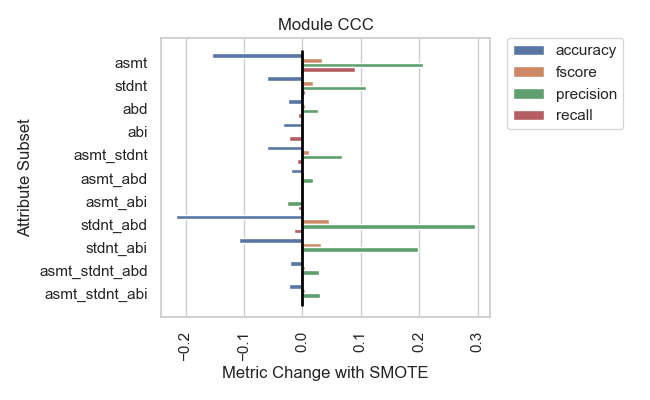 Module CCC
accuracy
fscore
precision
recall
Attribute Subset
asmt
stdnt
abd
abi
asmt_stdnt
asmt_abd
asmt_abi
stdnt_abd
stdnt_abi
asmt_stdnt_abd
asmt_stdnt_abi
−0.2
−0.1
0.0
0.1
0.2
0.3
Metric Change with SMOTE